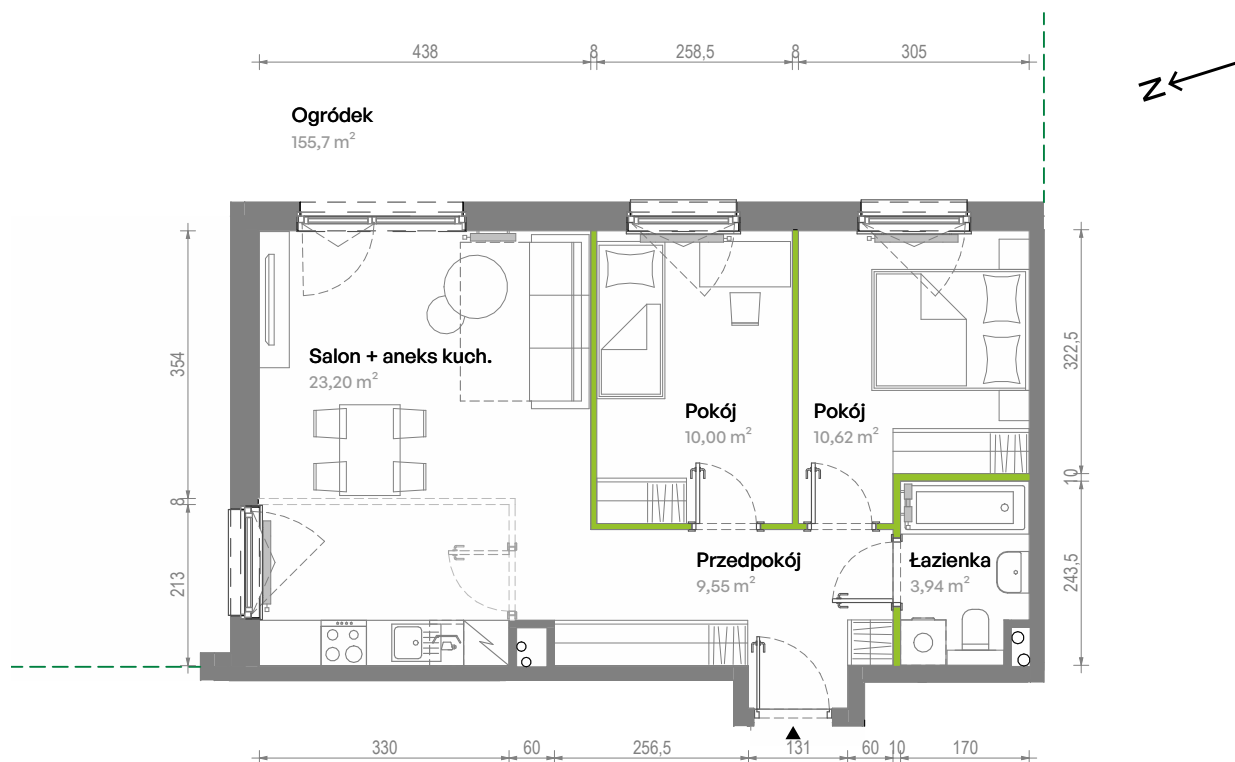 438
8
258,5
8
305
N
Ogródek
155,7 m²
354
8
213
322,5
10
243,5
Salon + aneks kuch.
23,20 m²
Pokój
10,00 m²
Pokój
10,62 m²
Przedpokój
9,55 m²
Łazienka
3,94 m²
330
60
256,5
131
60
10
170